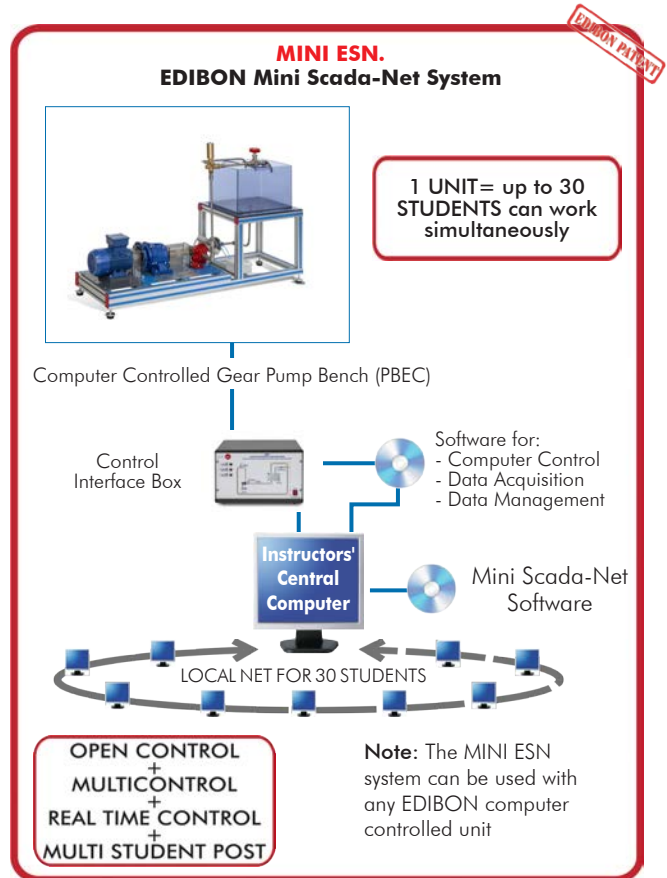 EDIBON PATENT
MINI ESN.
EDIBON Mini Scada-Net System
1 UNIT= up to 30
STUDENTS can work
simultaneously
Computer Controlled Gear Pump Bench (PBEC)
Control
Interface Box
Software for:
- Computer Control
- Data Acquisition
- Data Management
Instructors'
Central
Computer
Mini Scada-Net
Software
LOCAL NET FOR 30 STUDENTS
OPEN CONTROL
+
MULTICONTROL
+
REAL TIME CONTROL
+
MULTI STUDENT POST
Note: The MINI ESN
system can be used with
any EDIBON computer
controlled unit